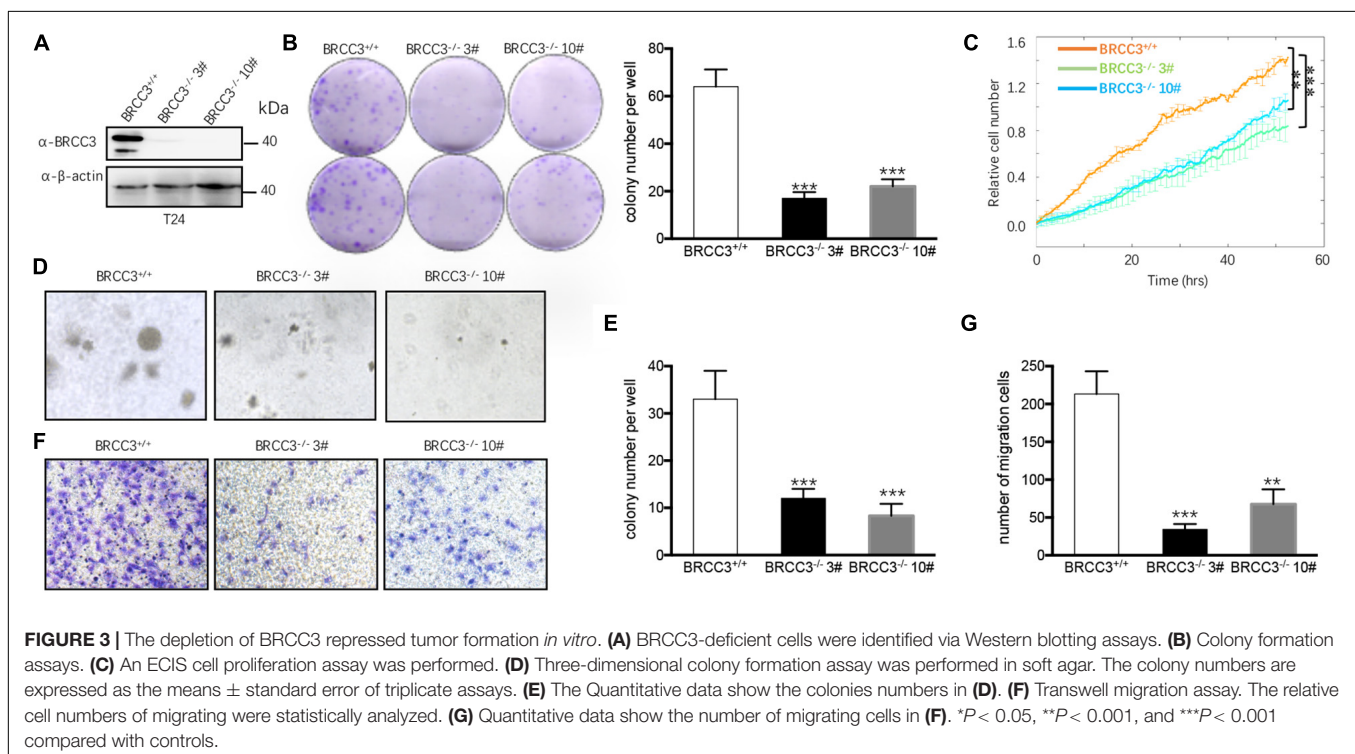 A
BRCC3+/+
BRCC3-/- 3#
BRCC3-/- 10#
kDa
α-BRCC3
40
α-β-actin
40
T24
B
BRCC3+/+ BRCC3-/- 3# BRCC3-/- 10#
colony number per well
80
60
40
20
0
***
***
BRCC3+/+ BRCC3-/- 3# BRCC3-/- 10#
C
Relative cell number
1.6
1.2
0.8
0.4
0.0
BRCC3+/+
BRCC3-/- 3#
BRCC3-/- 10#
**
***
0 20 40 60
Time (hrs)
D
BRCC3+/+ BRCC3-/- 3# BRCC3-/- 10#
E
colony number per well
40
30
20
10
0
***
***
BRCC3+/+ BRCC3-/- 3# BRCC3-/- 10#
F
BRCC3+/+ BRCC3-/- 3# BRCC3-/- 10#
G
number of migration cells
250
200
150
100
50
0
***
**
BRCC3+/+ BRCC3-/- 3# BRCC3-/- 10#
FIGURE 3 | The depletion of BRCC3 repressed tumor formation in vitro. (A) BRCC3-deficient cells were identified via Western blotting assays. (B) Colony formation
assays. (C) An ECIS cell proliferation assay was performed. (D) Three-dimensional colony formation assay was performed in soft agar. The colony numbers are
expressed as the means ± standard error of triplicate assays. (E) The Quantitative data show the colonies numbers in (D). (F) Transwell migration assay. The relative
cell numbers of migrating were statistically analyzed. (G) Quantitative data show the number of migrating cells in (F). *P < 0.05, **P < 0.001, and ***P < 0.001
compared with controls.